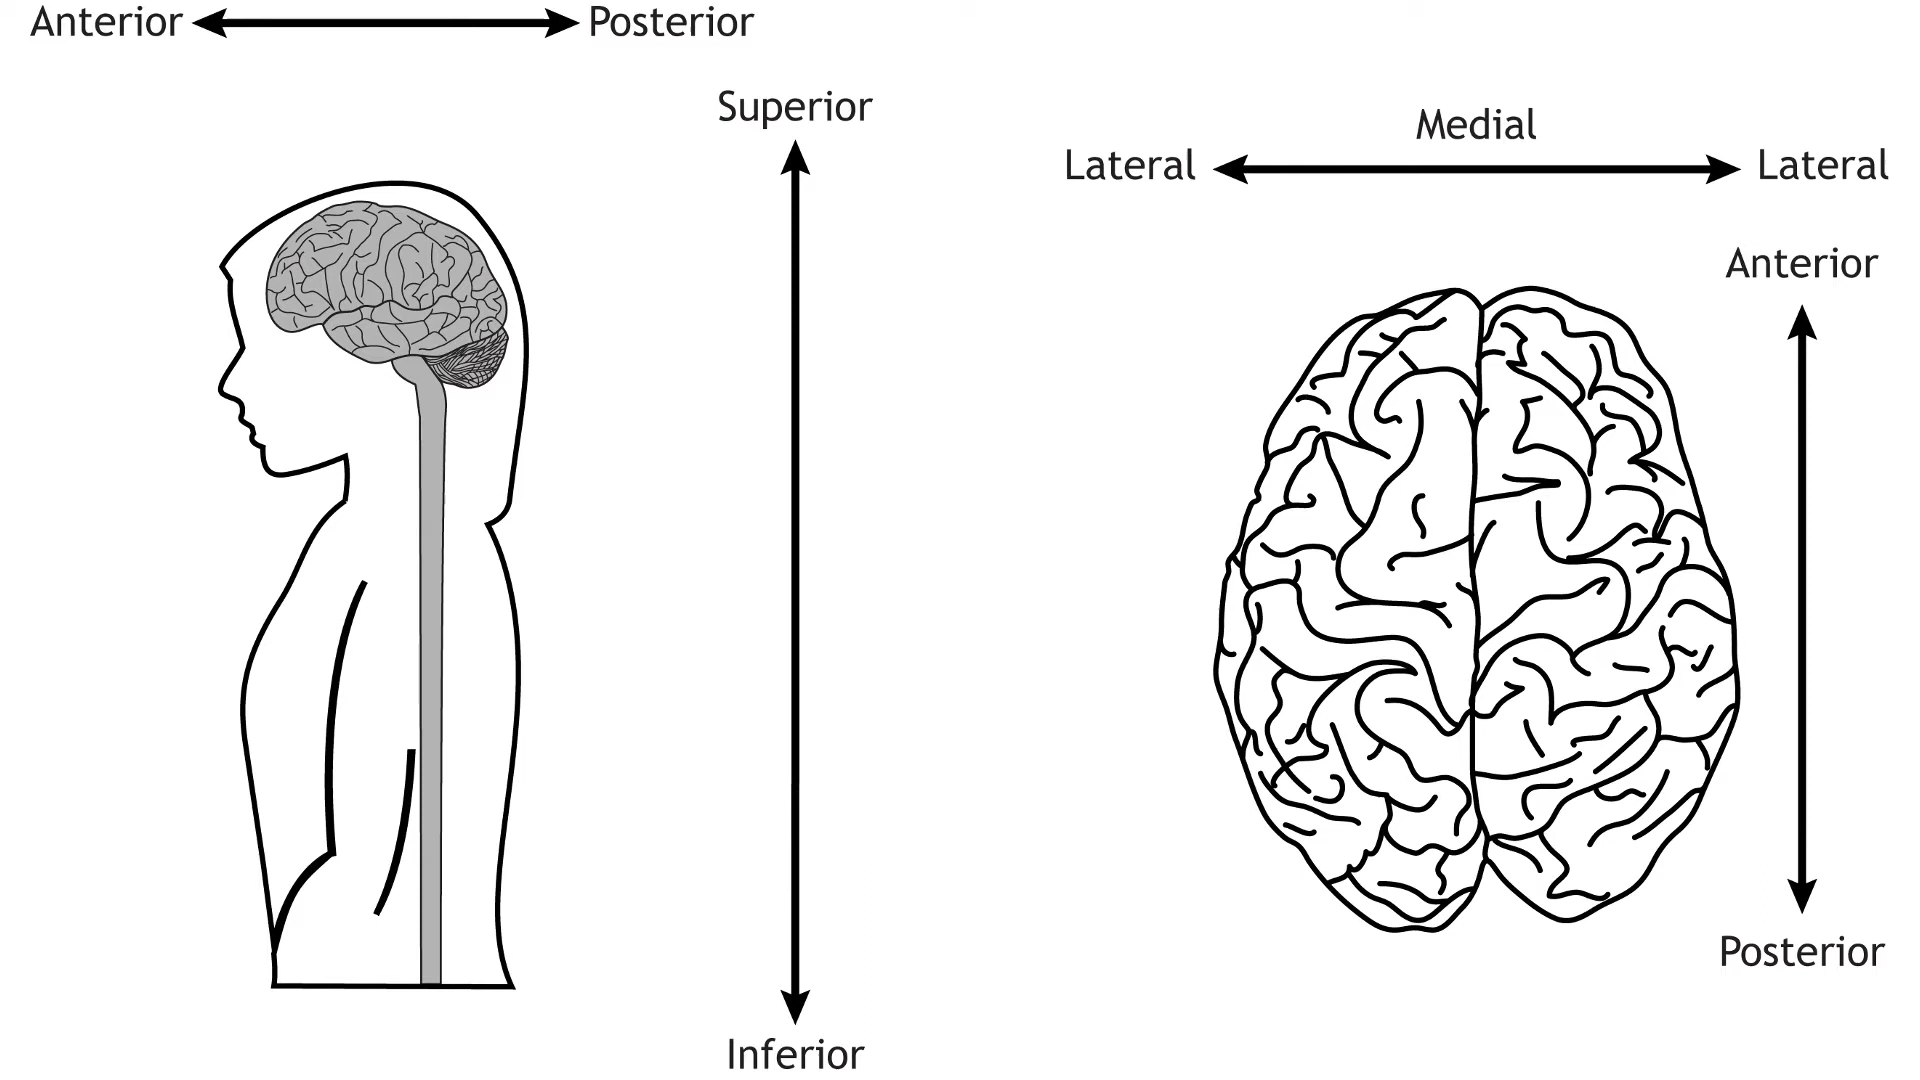 Anterior
Posterior
Superior
Inferior
Medial
Lateral
Lateral
Anterior
Posterior